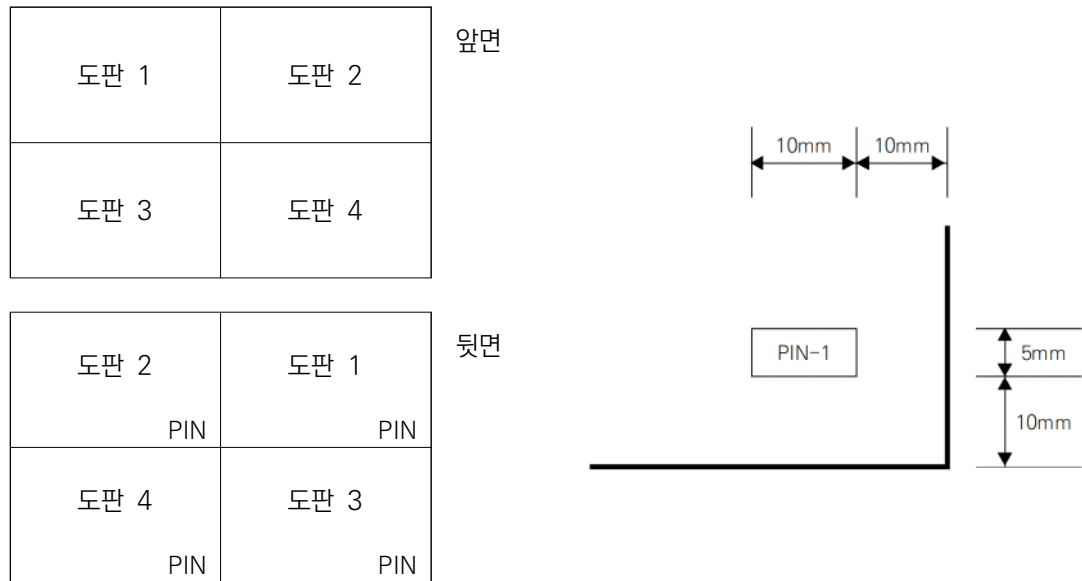 앞면
도판 1 도판 2
도판 3 도판 4
뒷면
도판 2 도판 1
PIN PIN
도판 4 도판 3
PIN PIN
10mm 10mm
PIN-1
5mm
10mm